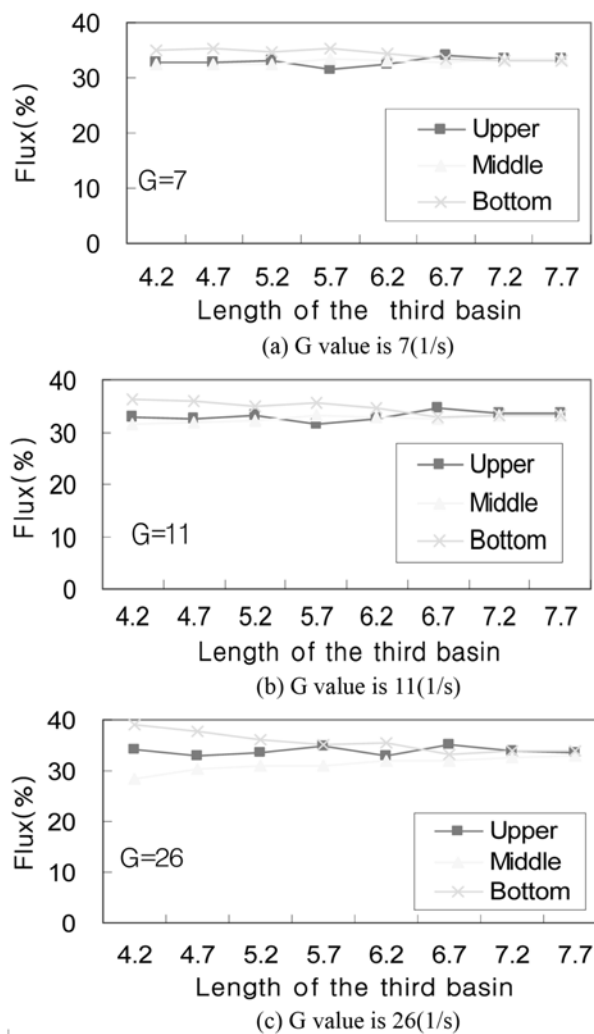 40
30
20
10
0
Flux(%)
G=7
Upper
Middle
Bottom
4.2 4.7 5.2 5.7 6.2 6.7 7.2 7.7
Length of the third basin
(a) G value is 7(1/s)
40
30
20
10
0
Flux(%)
G=11
Upper
Middle
Bottom
4.2 4.7 5.2 5.7 6.2 6.7 7.2 7.7
Length of the third basin
(b) G value is 11(1/s)
40
30
20
10
0
Flux(%)
G=26
Upper
Middle
Bottom
4.2 4.7 5.2 5.7 6.2 6.7 7.2 7.7
Length of the third basin
(c) G value is 26(1/s)